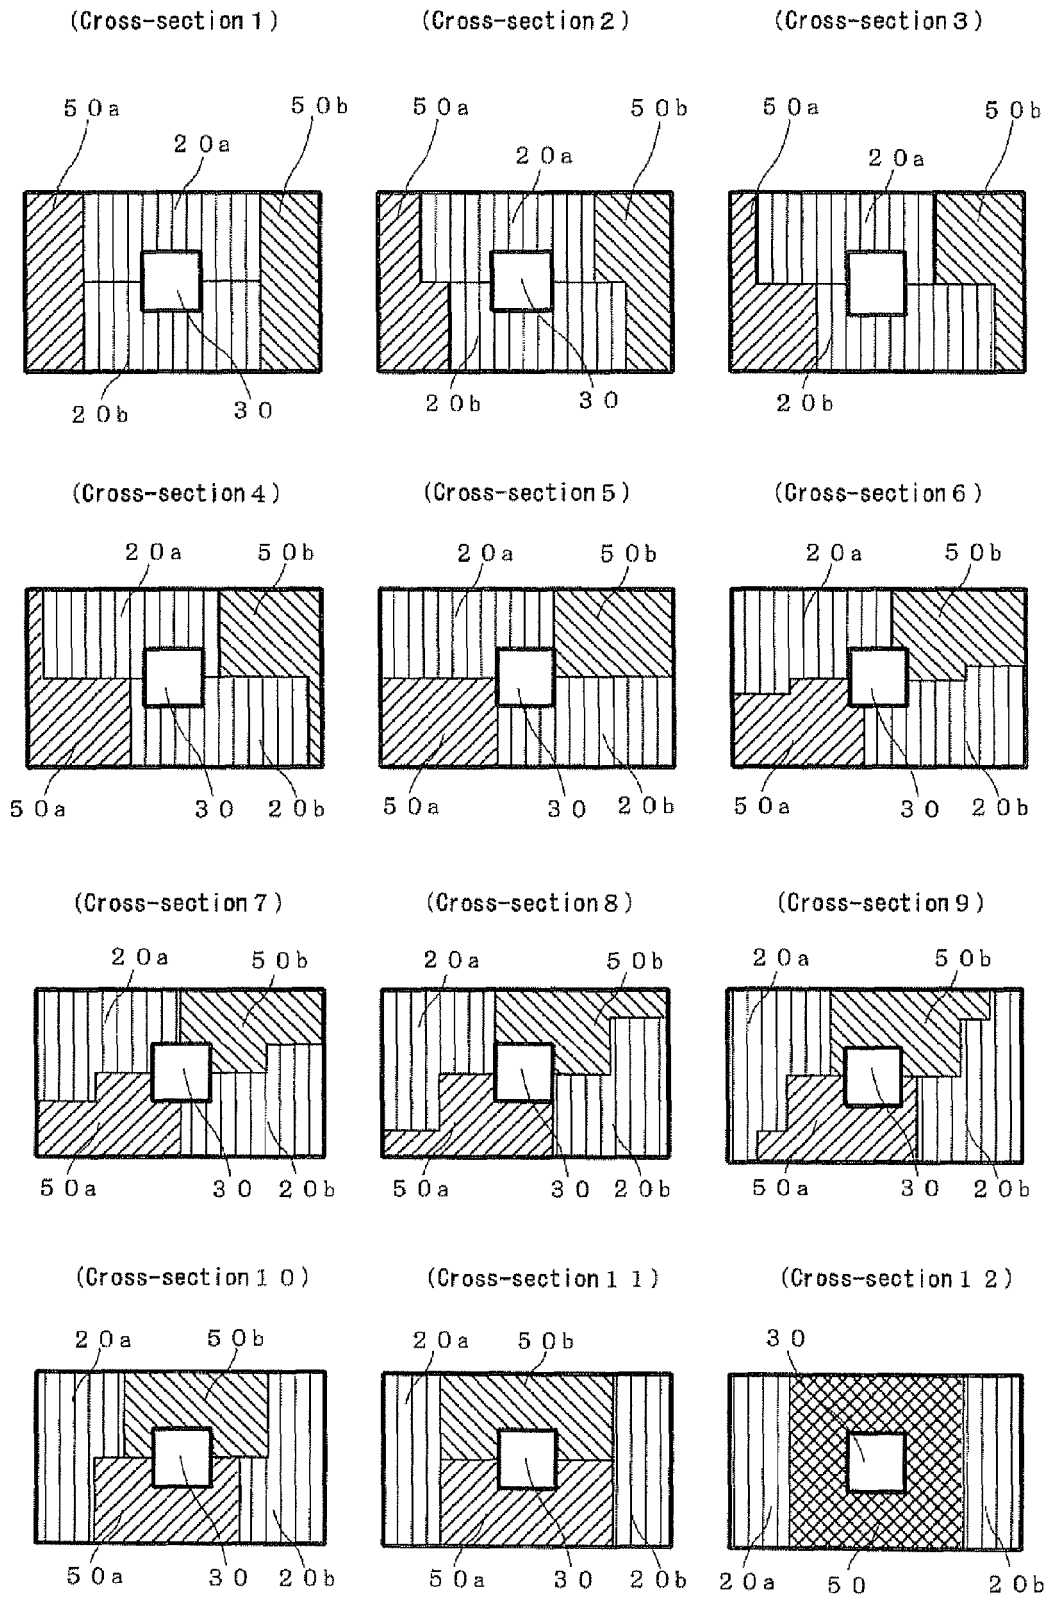 (Cross-section 1) (Cross-section 2) (Cross-section 3)
50a 50b 50a 50b 50a 50b
20a 20a 20a
20b 30 20b 30 20b
(Cross-section 4) (Cross-section 5) (Cross-section 6)
20a 50b 20a 50b 20a 50b
50a 30 20b 50a 30 20b 50a 30 20b
(Cross-section 7) (Cross-section 8) (Cross-section 9)
20a 50b 20a 50b 20a 50b
50a 30 20b 50a 30 20b 50a 30 20b
(Cross-section 10) (Cross-section 11) (Cross-section 12)
20a 50b 20a 50b 30
50a 30 20b 50a 30 20b 20a 50 20b